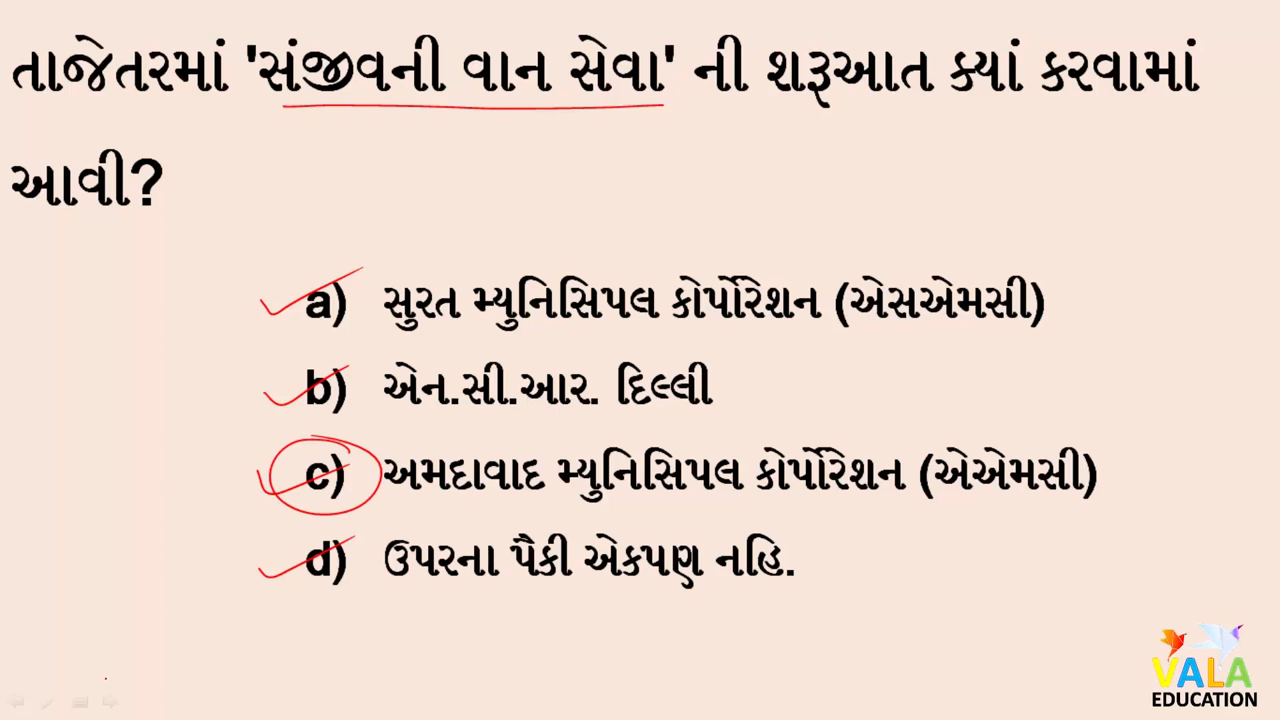 તાજેતરમાં 'સંજીવની વાન સેવા' ની શરૂઆત ક્યાં કરવામાં
આવી?
a) સુરત મ્યુનિસિપલ કોર્પોરેશન (એસએમસી)
b) એન.સી.આર. દિલ્લી
c) અમદાવાદ મ્યુનિસિપલ કોર્પોરેશન (એએમસી)
d) ઉપરના પૈકી એકપણ નહિ.
VALA
EDUCATION